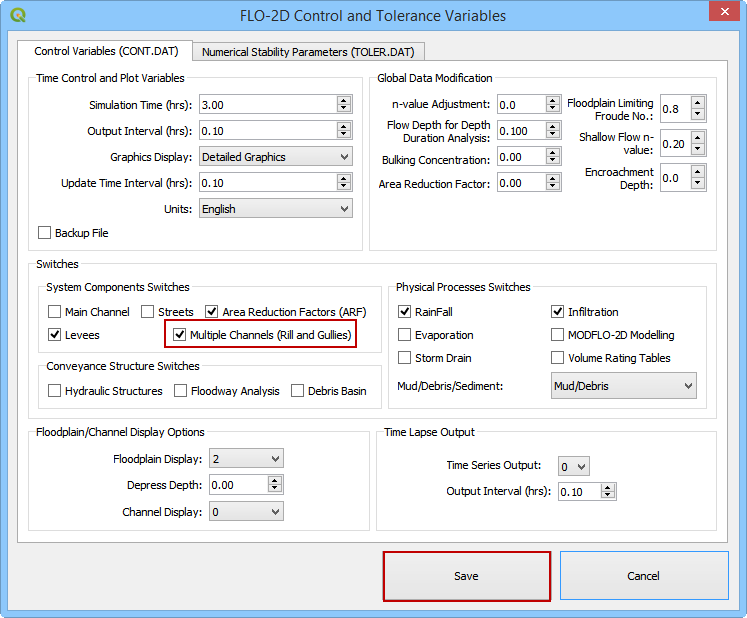 FLO-2D Control and Tolerance Variables
Control Variables (CONT.DAT)
Numerical Stability Parameters (TOLER.DAT)
Time Control and Plot Variables
Simulation Time (hrs): 3.00
Output Interval (hrs): 0.10
Graphics Display: Detailed Graphics
Update Time Interval (hrs): 0.10
Units: English
Backup File
Global Data Modification
n-value Adjustment: 0.0
Flow Depth for Depth
Duration Analysis: 0.100
Bulking Concentration: 0.00
Area Reduction Factor: 0.00
Floodplain Limiting
Froude No.: 0.8
Shallow Flow n-
value: 0.20
Encroachment
Depth: 0.0
Switches
System Components Switches
Main Channel
Streets
Area Reduction Factors (ARF)
Levees
Multiple Channels (Rill and Gullies)
Conveyance Structure Switches
Hydraulic Structures
Floodway Analysis
Debris Basin
Physical Processes Switches
RainFall
Infiltration
Evaporation
MODFLO-2D Modelling
Storm Drain
Volume Rating Tables
Mud/Debris/Sediment: Mud/Debris
Floodplain/Channel Display Options
Floodplain Display: 2
Depress Depth: 0.00
Channel Display: 0
Time Lapse Output
Time Series Output: 0
Output Interval (hrs): 0.10
Save
Cancel